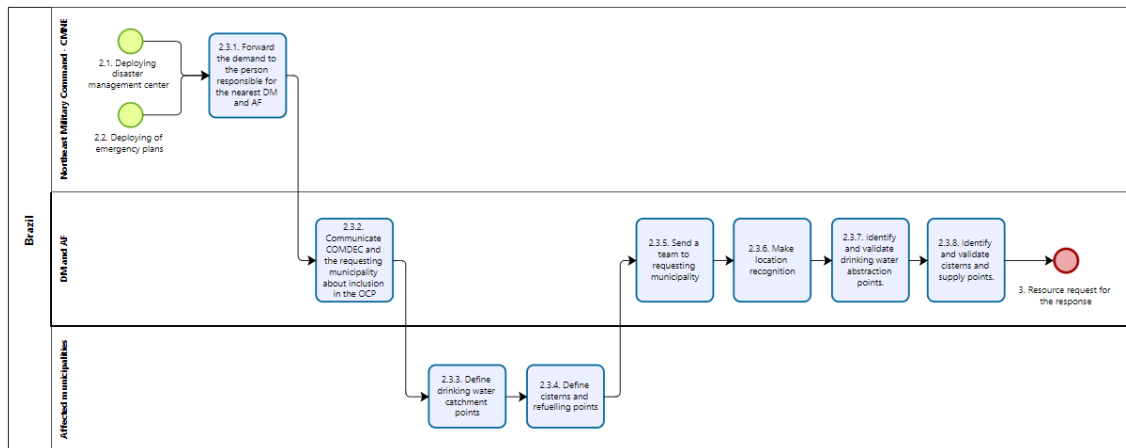 Brazil
Northeast Military Command - CMNE
2.1. Deploying
disaster
management center
2.2. Deploying of
emergency plans
2.3.1. Forward
the demand to
the person
responsible for
the nearest DM
and AF
DM and AF
2.3.2.
Communicate
COMDEC and
the requesting
municipality
about inclusion
in the OCP
2.3.5. Send a
team to
requesting
municipality
2.3.6. Make
location
recognition
2.3.7. Identify
and validate
drinking water
abstraction
points.
2.3.8. Identify
and validate
cisterns and
supply points.
3. Resource request for
the response
Affected municipalities
2.3.3. Define
drinking water
catchment
points
2.3.4. Define
cisterns and
refuelling points